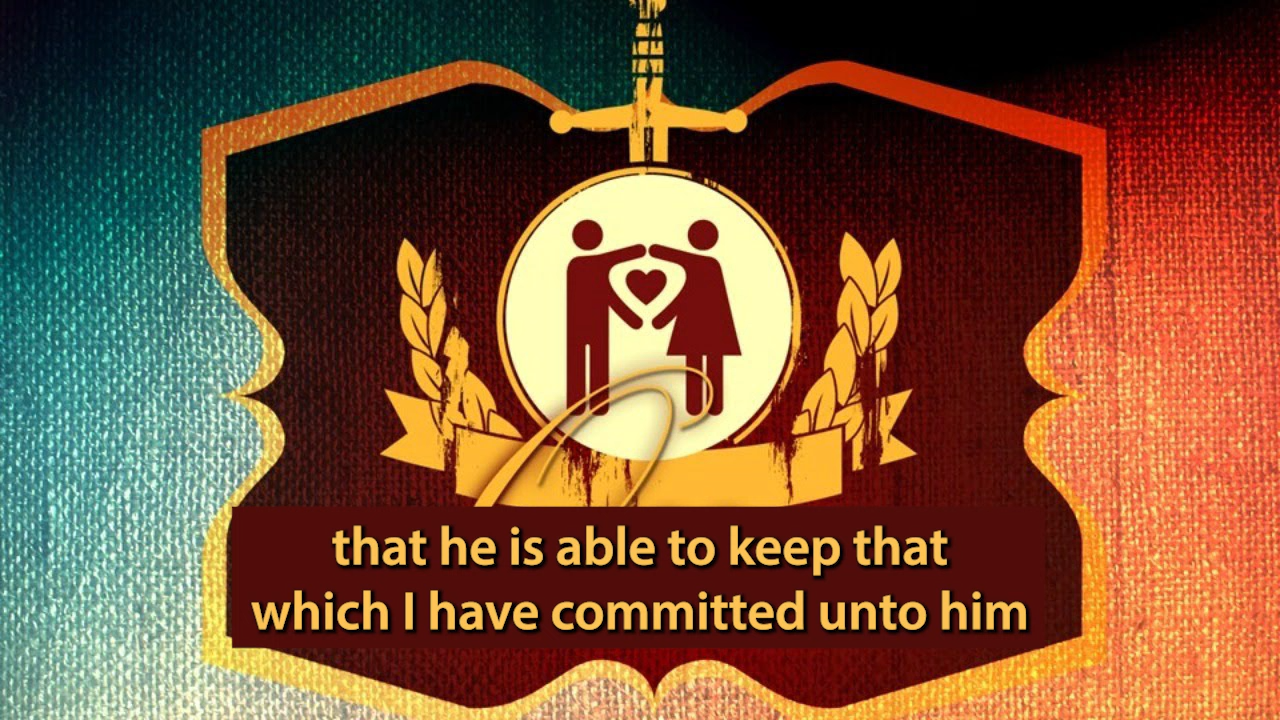 that he is able to keep that
which I have committed unto him